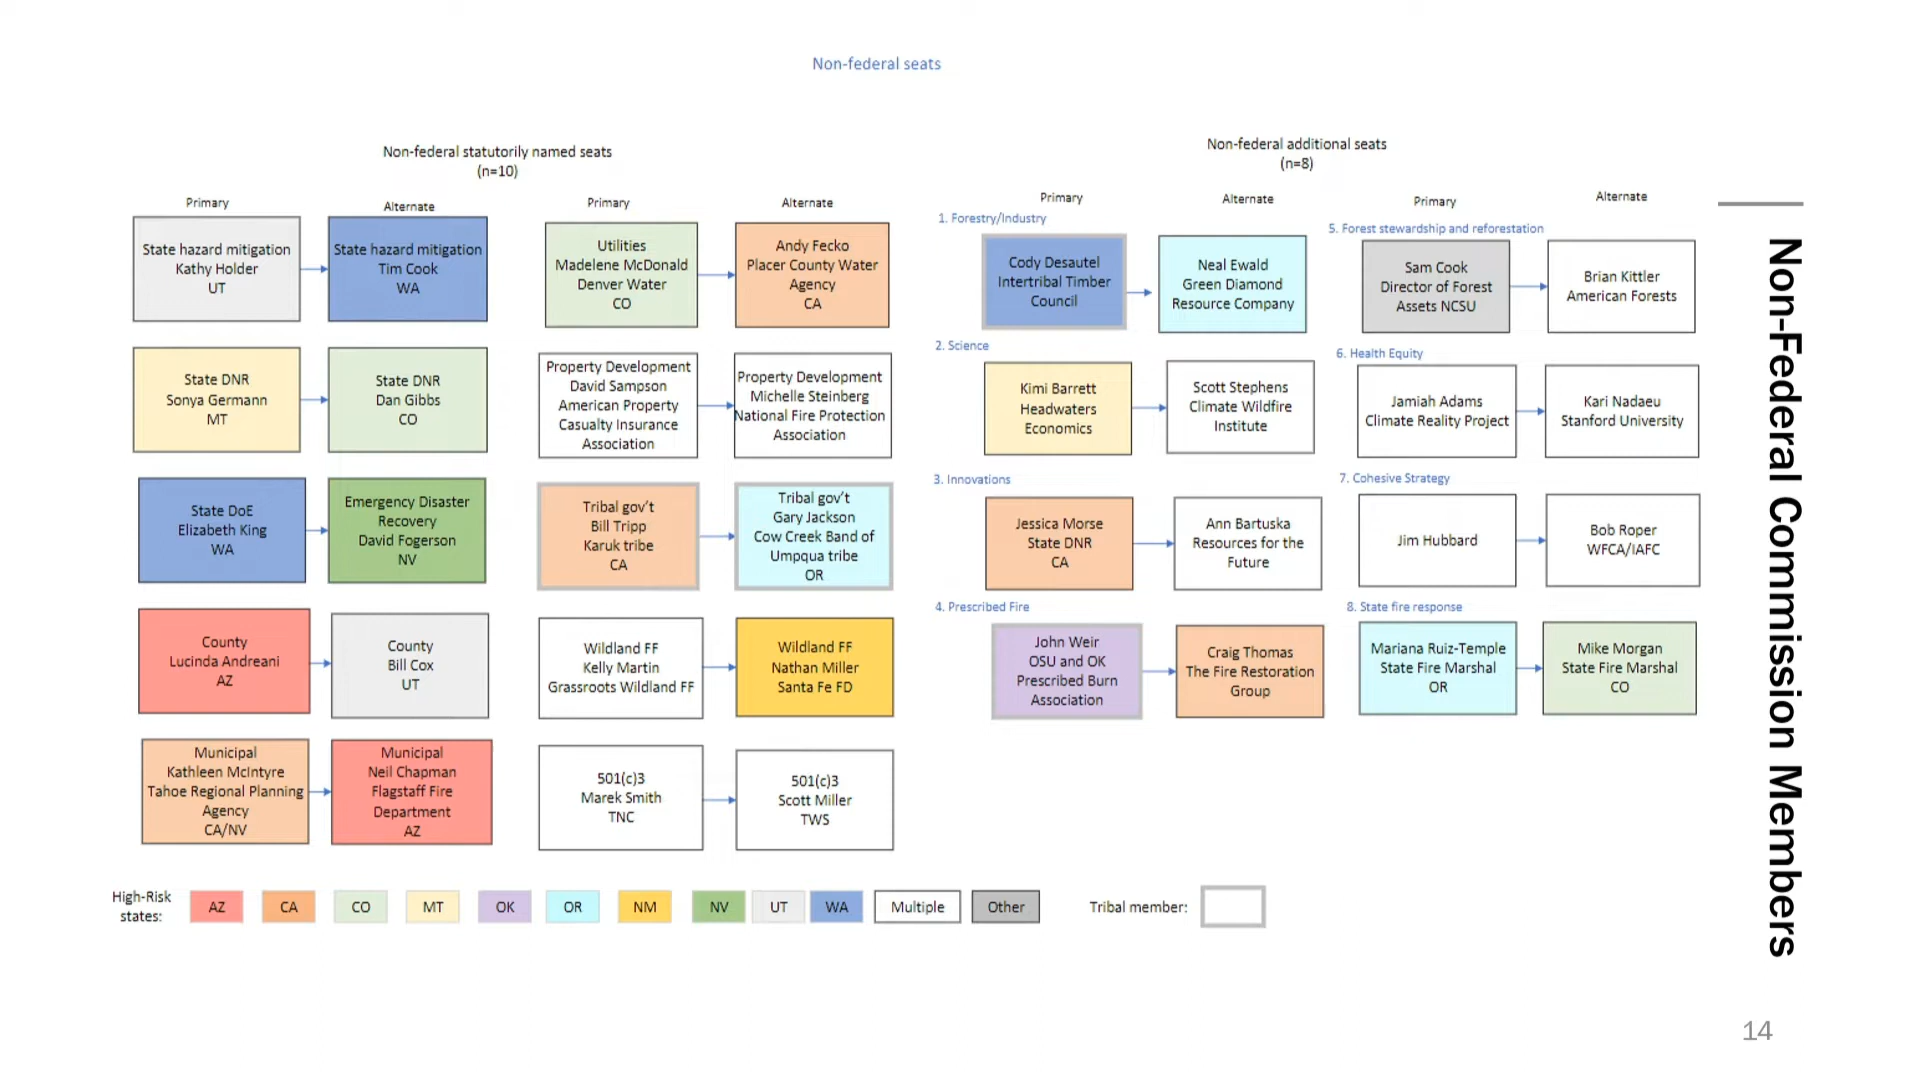 Non-federal seats
Non-federal statutorily named seats
(n=10)
Primary
Alternate
Primary
Alternate
State hazard mitigation
Kathy Holder
UT
State hazard mitigation
Tim Cook
WA
Utilities
Madelene McDonald
Denver Water
CO
Andy Fecko
Placer County Water
Agency
CA
State DNR
Sonya Germann
MT
State DNR
Dan Gibbs
CO
Property Development
David Sampson
American Property
Casualty Insurance
Association
Property Development
Michelle Steinberg
National Fire Protection
Association
State DoE
Elizabeth King
WA
Emergency Disaster
Recovery
David Fogerson
NV
Tribal gov't
Bill Tripp
Karuk tribe
CA
Tribal gov't
Gary Jackson
Cow Creek Band of
Umpqua tribe
OR
County
Lucinda Andreani
AZ
County
Bill Cox
UT
Wildland FF
Kelly Martin
Grassroots Wildland FF
Wildland FF
Nathan Miller
Santa Fe FD
Municipal
Kathleen McIntyre
Tahoe Regional Planning
Agency
CA/NV
Municipal
Neil Chapman
Flagstaff Fire
Department
AZ
501(c)3
Marek Smith
TNC
501(c)3
Scott Miller
TWS
Non-federal additional seats
(n=8)
Primary
Alternate
Primary
Alternate
1. Forestry/Industry
Cody Desautel
Intertribal Timber
Council
Neal Ewald
Green Diamond
Resource Company
5. Forest stewardship and reforestation
Sam Cook
Director of Forest
Assets NCSU
Brian Kittler
American Forests
2. Science
Kimi Barrett
Headwaters
Economics
Scott Stephens
Climate Wildfire
Institute
6. Health Equity
Jamiah Adams
Climate Reality Project
Kari Nadaeu
Stanford University
3. Innovations
Jessica Morse
State DNR
CA
Ann Bartuska
Resources for the
Future
7. Cohesive Strategy
Jim Hubbard
Bob Roper
WFCA/IAFC
4. Prescribed Fire
John Weir
OSU and OK
Prescribed Burn
Association
Craig Thomas
The Fire Restoration
Group
8. State fire response
Mariana Ruiz-Temple
State Fire Marshal
OR
Mike Morgan
State Fire Marshal
CO
High-Risk
states:
AZ
CA
CO
MT
OK
OR
NM
NV
UT
WA
Multiple
Other
Tribal member:
Non-Federal Commission Members
14